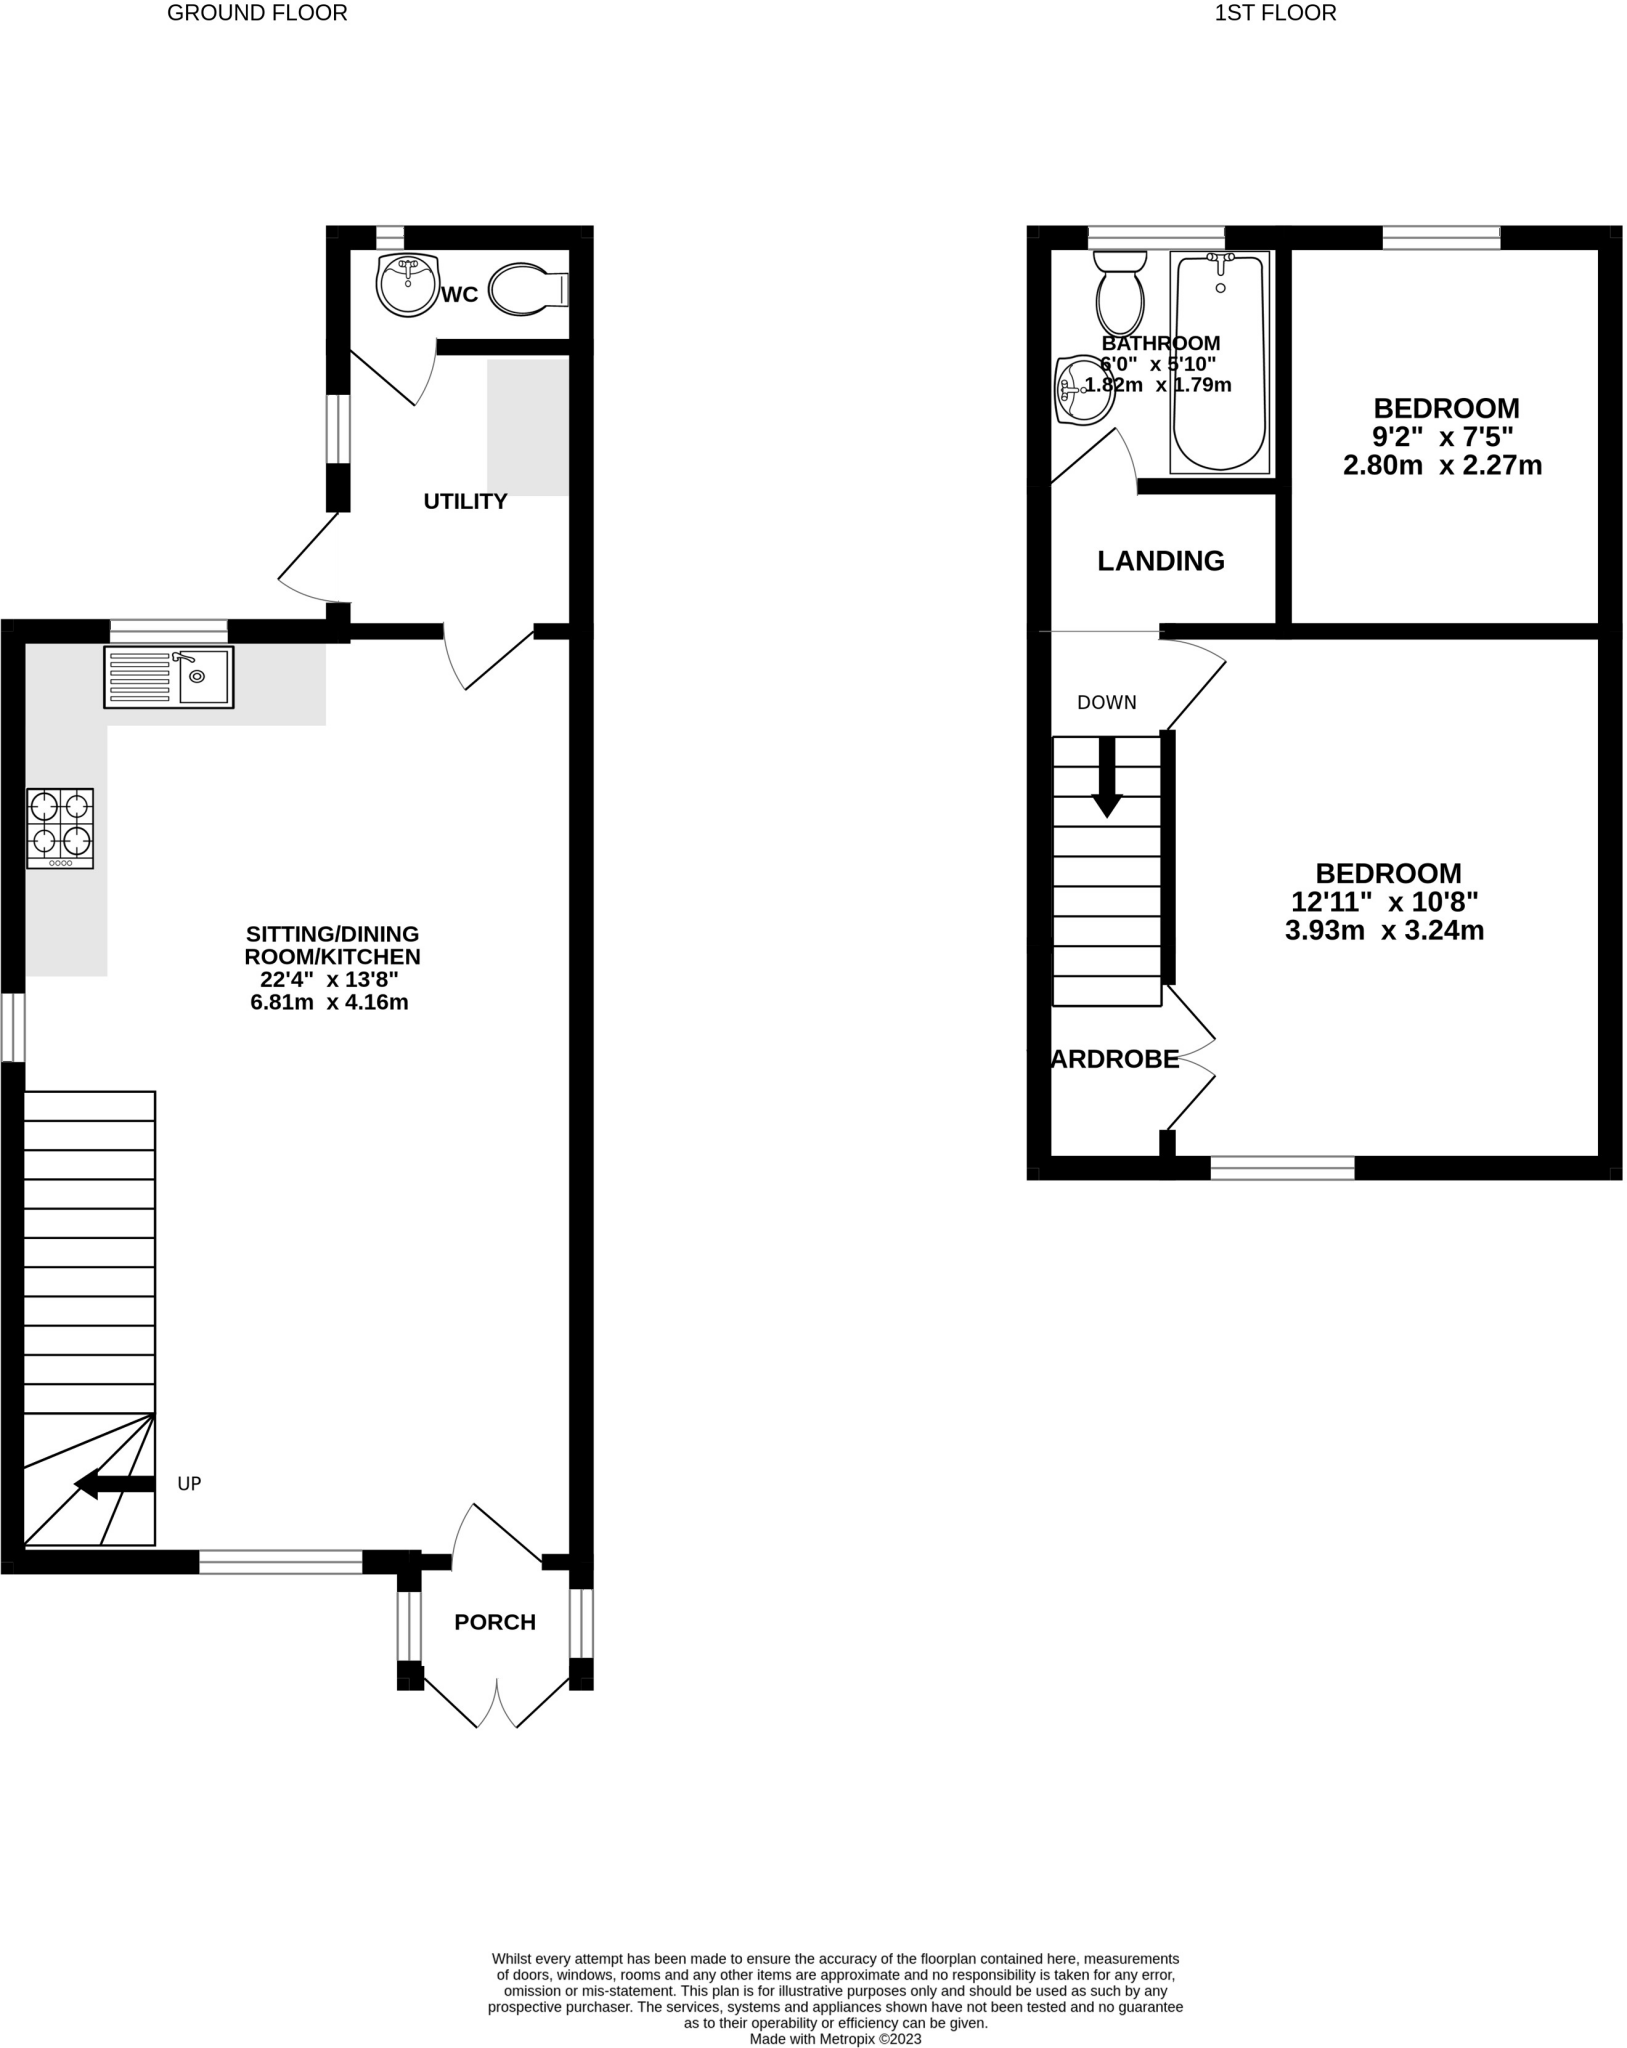 GROUND FLOOR
1ST FLOOR
WC
UTILITY
SITTING/DINING
ROOM/KITCHEN
22'4" x 13'8"
6.81m x 4.16m
UP
PORCH
BATHROOM
6'0" x 5'10"
1.82m x 1.79m
BEDROOM
9'2" x 7'5"
2.80m x 2.27m
LANDING
DOWN
BEDROOM
12'11" x 10'8"
3.93m x 3.24m
ARDROBE
Whilst every attempt has been made to ensure the accuracy of the floorplan contained here, measurements
of doors, windows, rooms and any other items are approximate and no responsibility is taken for any error,
omission or mis-statement. This plan is for illustrative purposes only and should be used as such by any
prospective purchaser. The services, systems and appliances shown have not been tested and no guarantee
as to their operability or efficiency can be given.
Made with Metropix ©2023